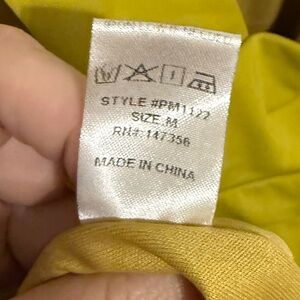 STYLE #PM1122
SIZE M
RN#: 147356
MADE IN CHINA